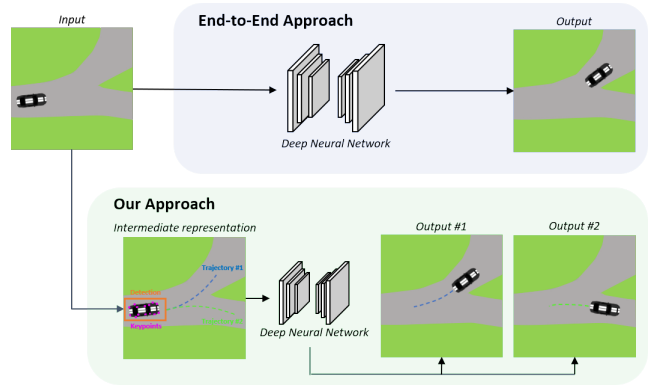 Input
End-to-End Approach
Output
Deep Neural Network
Our Approach
Intermediate representation
Output #1
Output #2
Trajectory #1
Detection
Keypoints
Deep Neural Network